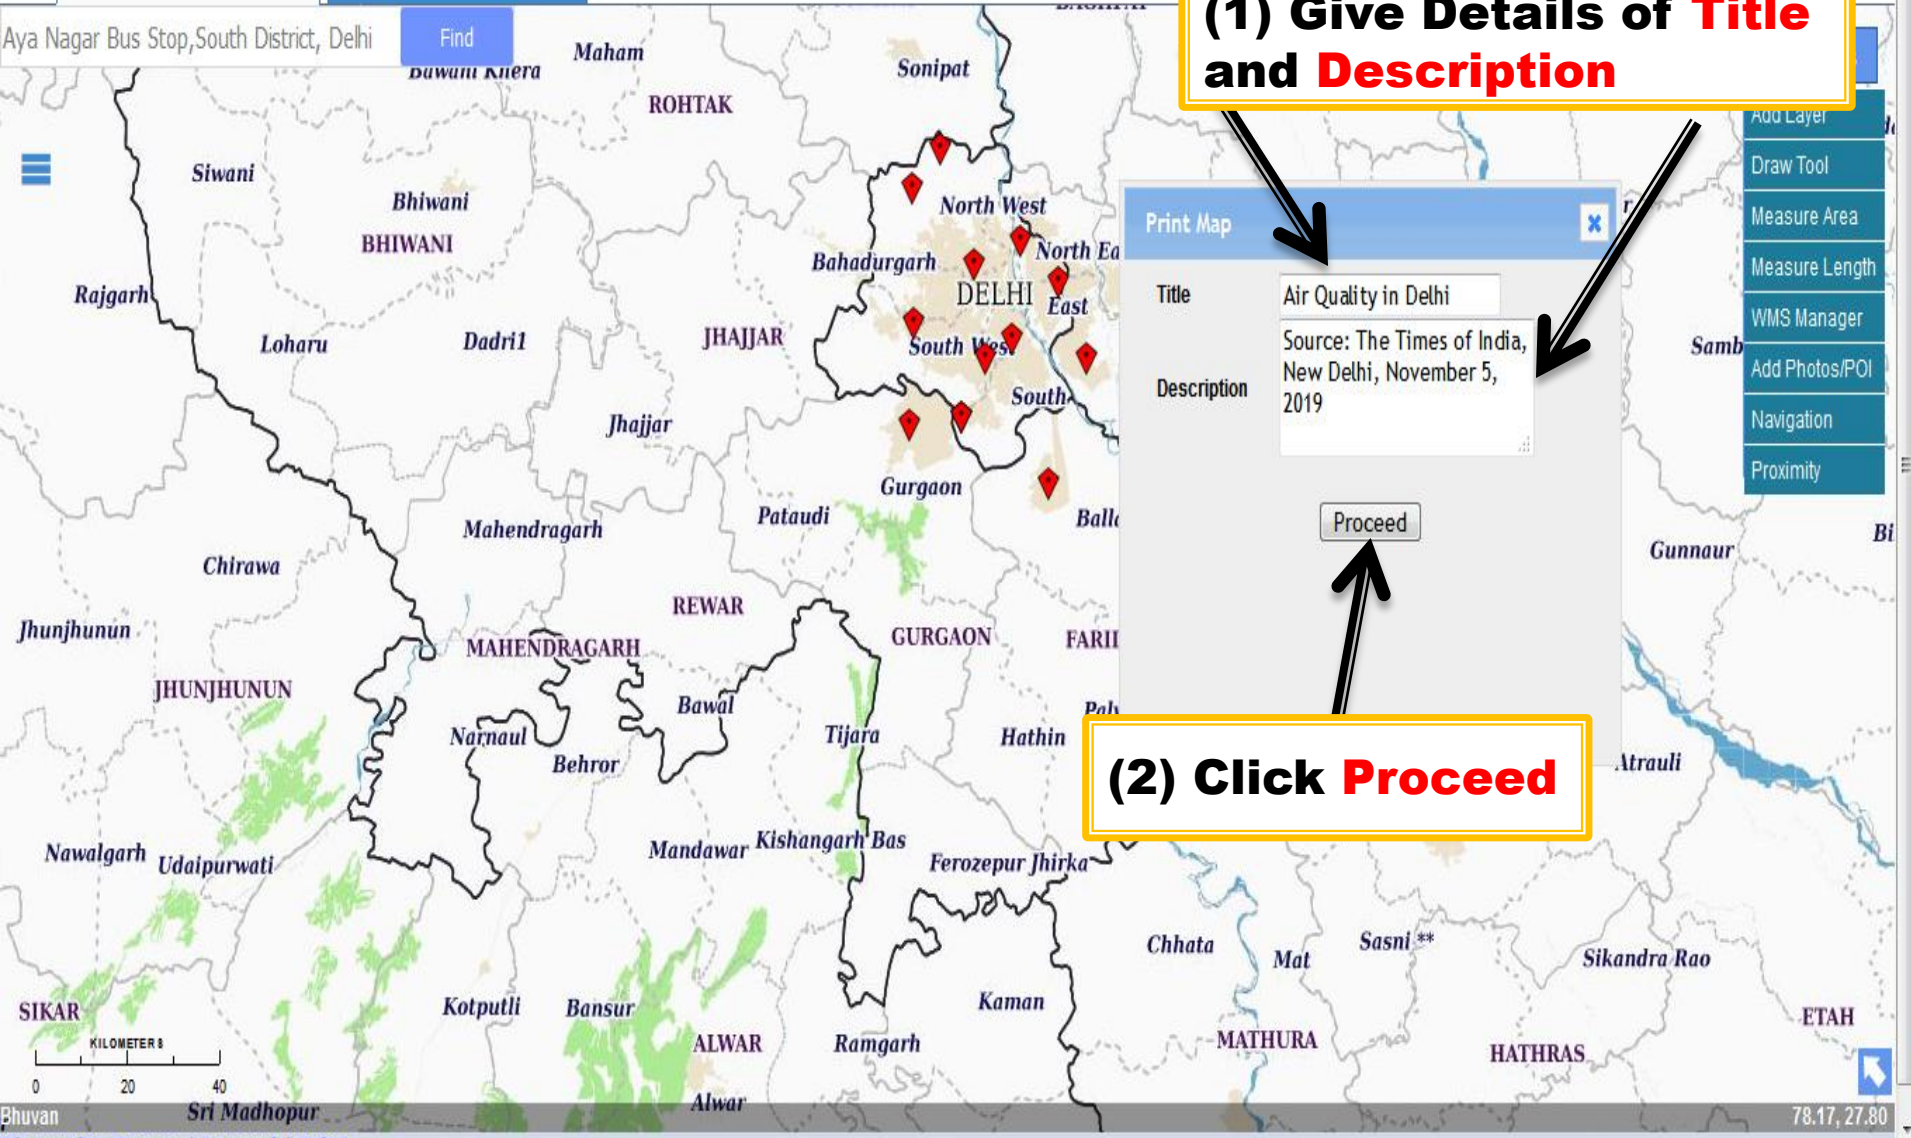 (1) Give Details of Title
and Description
Aya Nagar Bus Stop,South District, Delhi
Find
Bawani Khera
Maham
Sonipat
ROHTAK
Add Layer
Draw Tool
Measure Area
Measure Length
WMS Manager
Add Photos/POI
Navigation
Proximity
Siwani
Bhiwani
BHIWANI
North West
Bahadurgarh
North Ea
DELHI
East
Rajgarh
Loharu
Dadri1
JHAJJAR
South West
South
Samb
Jhajjar
Print Map
Title
Air Quality in Delhi
Description
Source: The Times of India,
New Delhi, November 5,
2019
Proceed
Gurgaon
Pataudi
Mahendragarh
Balla
Gunnaur
Bi
Chirawa
REWAR
Jhunjhunun
MAHENDRAGARH
GURGAON
FARII
JHUNJHUNUN
Bawal
Narnaul
Behror
Tijara
Hathin
Palv
Atrauli
(2) Click Proceed
Nawalgarh
Udaipurwati
Mandawar
Kishangarh Bas
Ferozepur Jhirka
Chhata
Mat
Sasni **
Sikandra Rao
SIKAR
Kotputli
Bansur
Kaman
ETAH
KILOMETERS
0 20 40
ALWAR
Ramgarh
MATHURA
HATHRAS
Alwar
Sri Madhopur
Bhuvan
78.17, 27.80